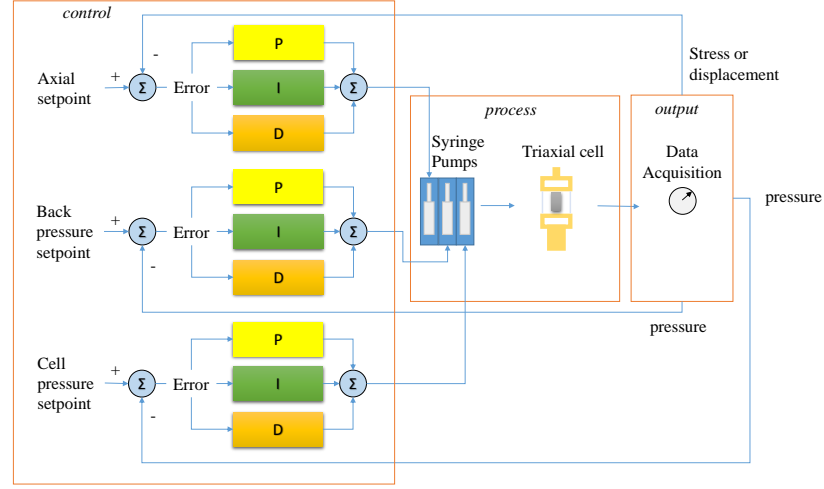 control
Axial
setpoint
+
-
Σ
Error
P
I
D
Σ
Back
pressure
setpoint
+
-
Σ
Error
P
I
D
Σ
Cell
pressure
setpoint
+
-
Σ
Error
P
I
D
Σ
process
Syringe
Pumps
Triaxial cell
Stress or
displacement
output
Data
Acquisition
pressure
pressure